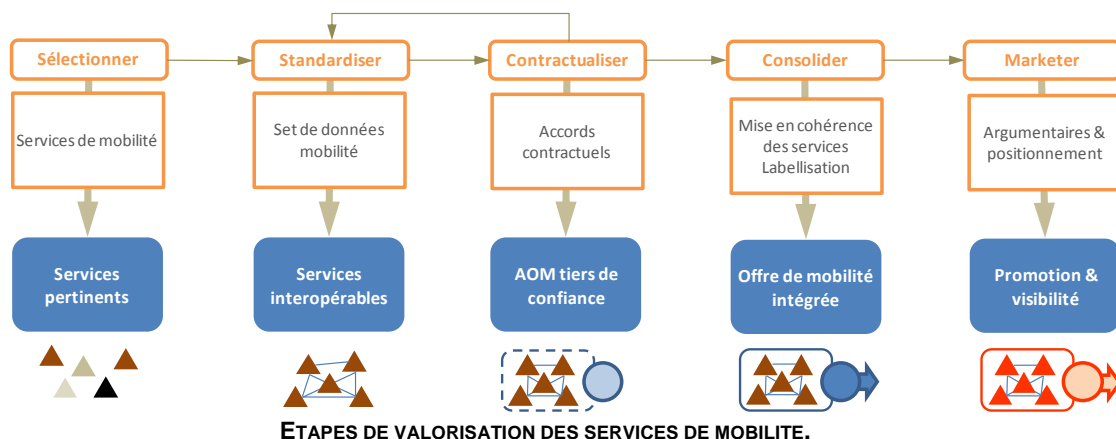 Sélectionner
Standardiser
Contractualiser
Consolider
Marketer
Services de mobilité
Set de données
mobilité
Accords
contractuels
Mise en cohérence
des services
Labellisation
Argumentaires &
positionnement
Services
pertinents
Services
interopérables
AOM tiers de
confiance
Offre de mobilité
intégrée
Promotion &
visibilité
ETAPES DE VALORISATION DES SERVICES DE MOBILITE.